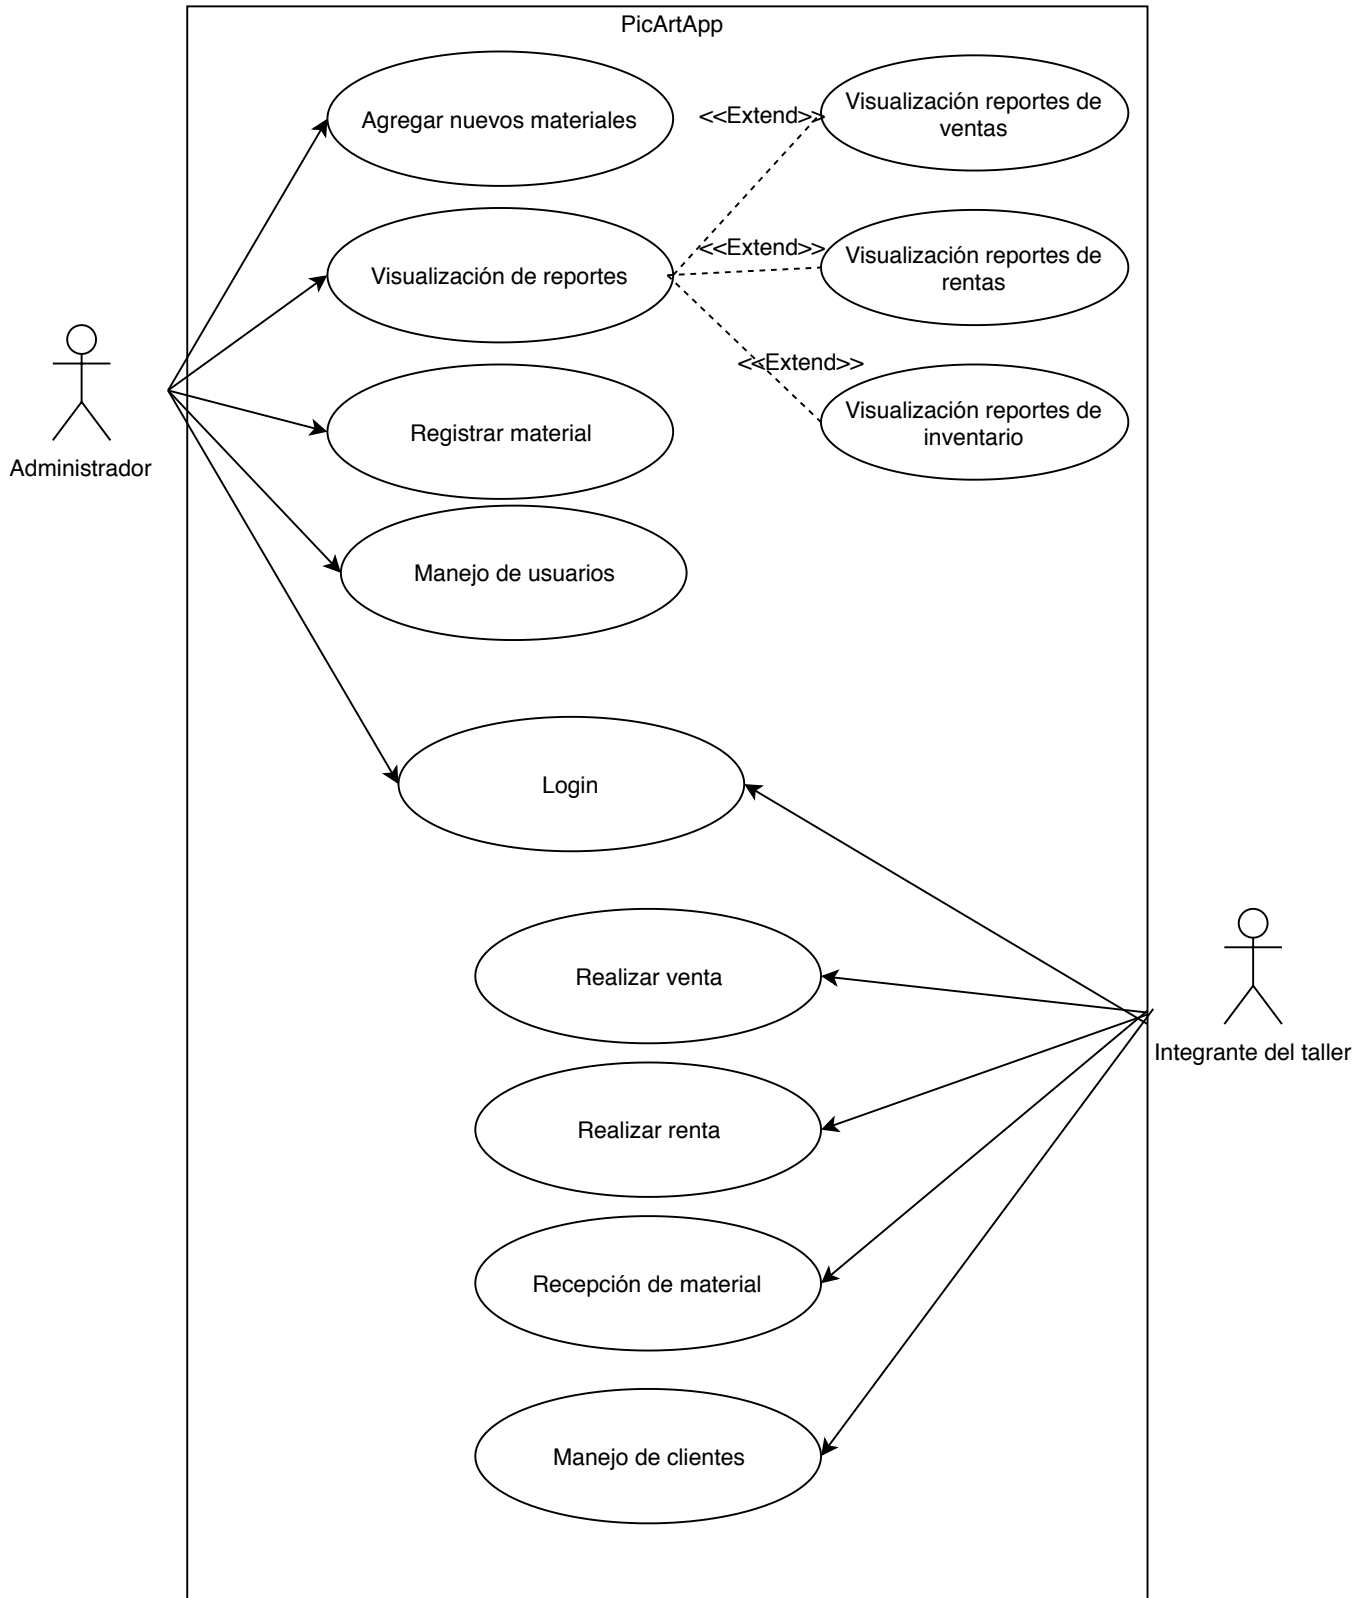 PicArtApp
Agregar nuevos materiales
<<Extend>>
Visualización reportes de
ventas
Visualización de reportes
<<Extend>>
Visualización reportes de
rentas
<<Extend>>
Visualización reportes de
inventario
Registrar material
Administrador
Manejo de usuarios
Login
Realizar venta
Integrante del taller
Realizar renta
Recepción de material
Manejo de clientes